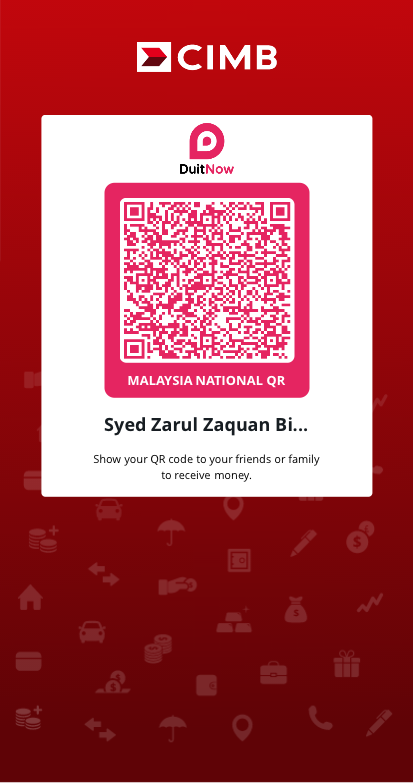 CIMB
DuitNow
MALAYSIA NATIONAL QR
Syed Zarul Zaquan Bi...
Show your QR code to your friends or family
to receive money.